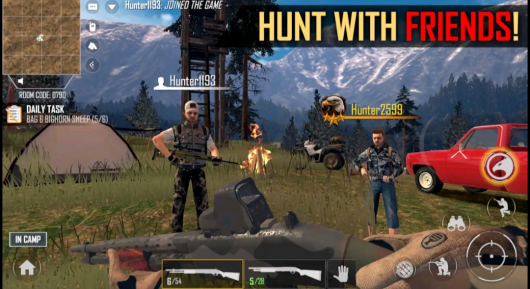 Hunter1193 JOINED THE GAME
HUNT WITH FRIENDS!
Hunter1193
ROOM CODE: 0790
Hunter2599
DAILY TASK
BAG 6 BIGHORN SHEEP (5/6)
IN CAMP
6/54
5/28